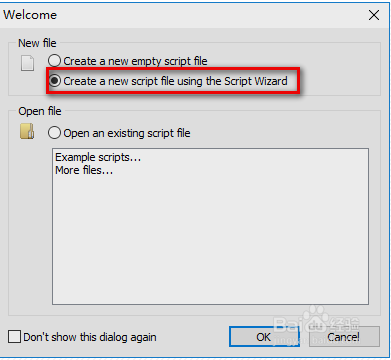 Welcome
New file
Create a new empty script file
Create a new script file using the Script Wizard
Open file
Open an existing script file
Example scripts...
More files...
Don't show this dialog again
OK
Cancel
Baidu 经验